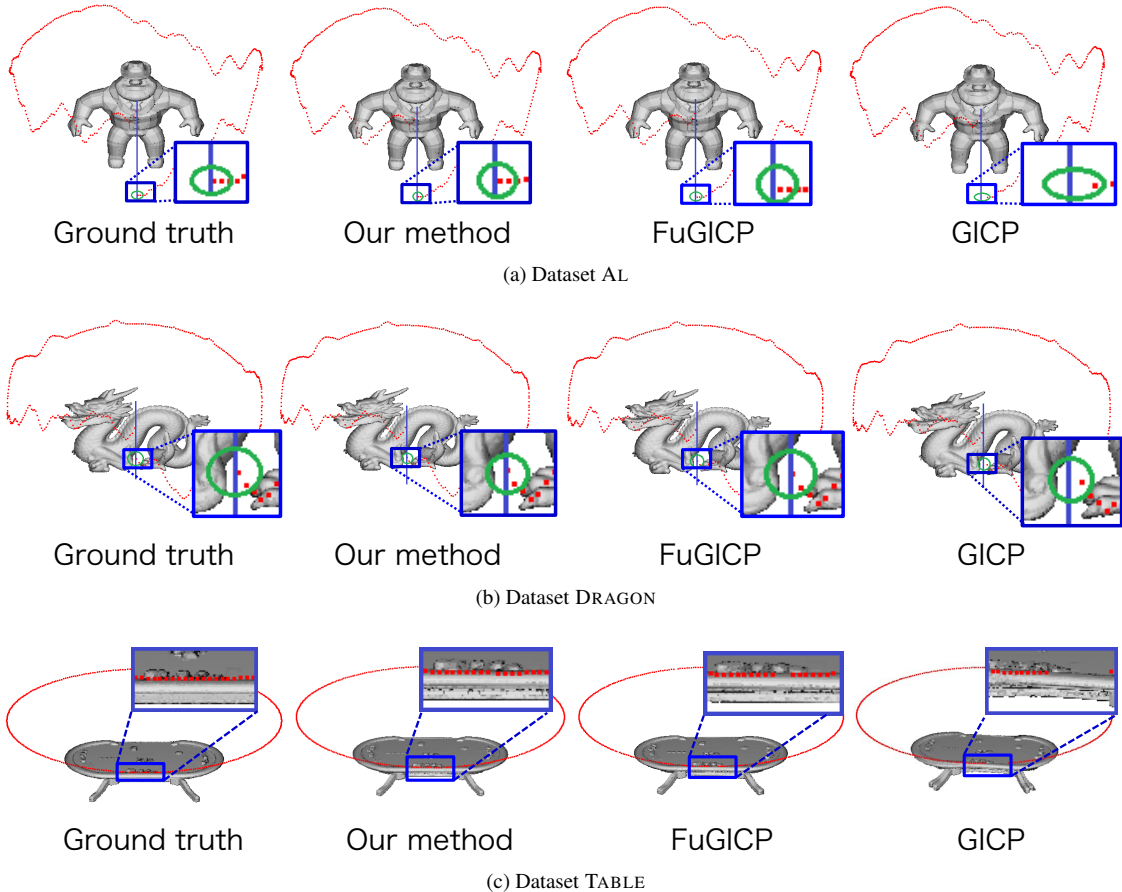 Ground truth Our method FuGICP GICP
(a) Dataset AL
Ground truth Our method FuGICP GICP
(b) Dataset DRAGON
Ground truth Our method FuGICP GICP
(c) Dataset TABLE